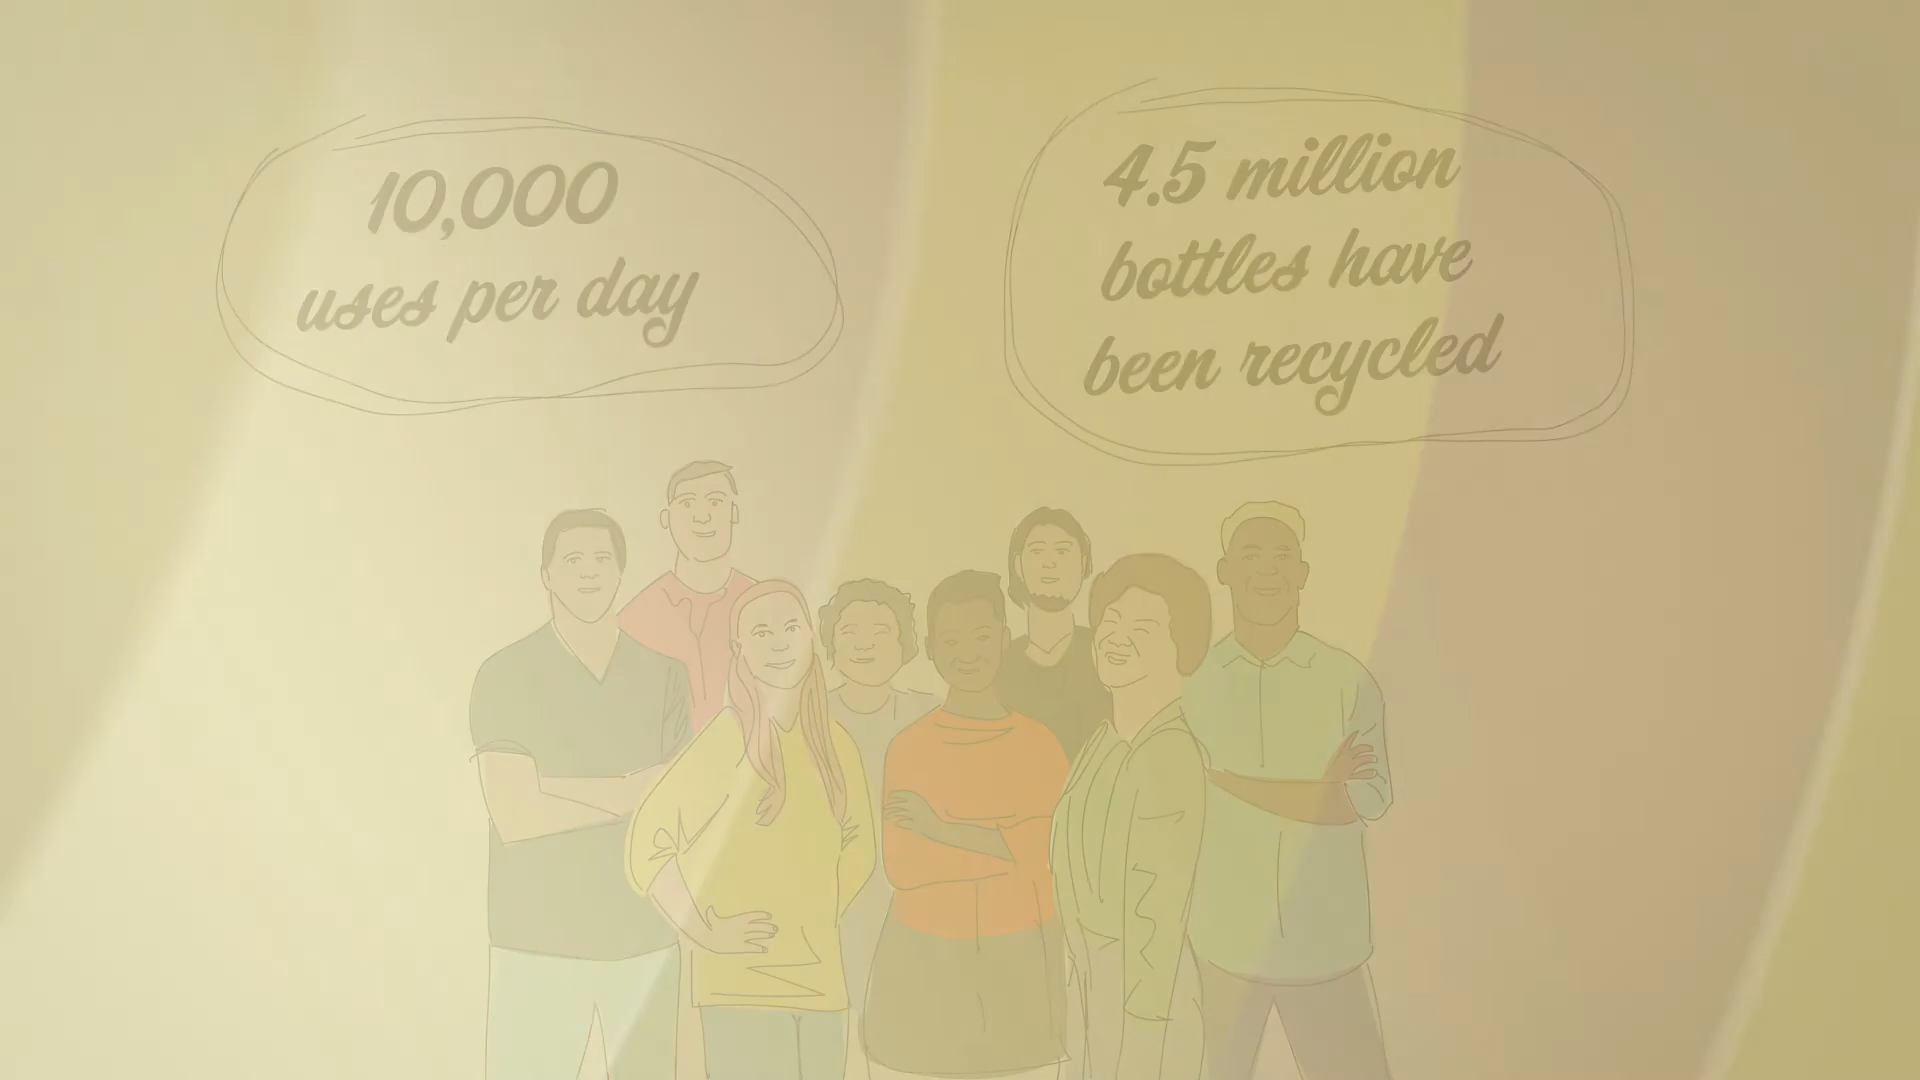 10,000
uses per day
4.5 million
bottles have
been recycled